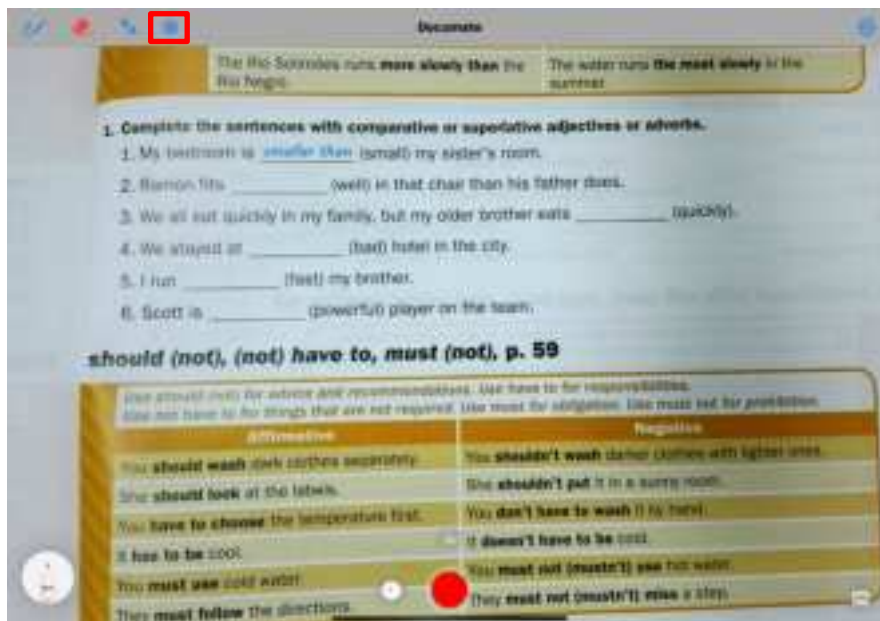 Documents
The Rio Solimões runs more slowly than the
Rio Negro.
The water runs the most slowly in the
summer.
1. Complete the sentences with comparative or superlative adjectives or adverbs.
1. My bedroom is smaller than (small) my sister's room.
2. Ramon fits (well) in that chair than his father does.
3. We all eat quickly in my family, but my older brother eats (quickly).
4. We stayed at (bad) hotel in the city.
5. I run (fast) my brother.
6. Scott is (powerful) player on the team.
should (not), (not) have to, must (not), p. 59
Use should (not) for advice and recommendations. Use have to for responsibilities.
Use not have to for things that are not required. Use must for obligation. Use must not for prohibition.
Affirmative
Negative
You should wash dark clothes separately.
You shouldn't wash darker clothes with lighter ones.
She should look at the labels.
She shouldn't put it in a sunny room.
You have to choose the temperature first.
You don't have to wash it by hand.
It has to be cool.
It doesn't have to be cold.
You must use cold water.
You must not (mustn't) use hot water.
They must follow the directions.
They must not (mustn't) miss a step.